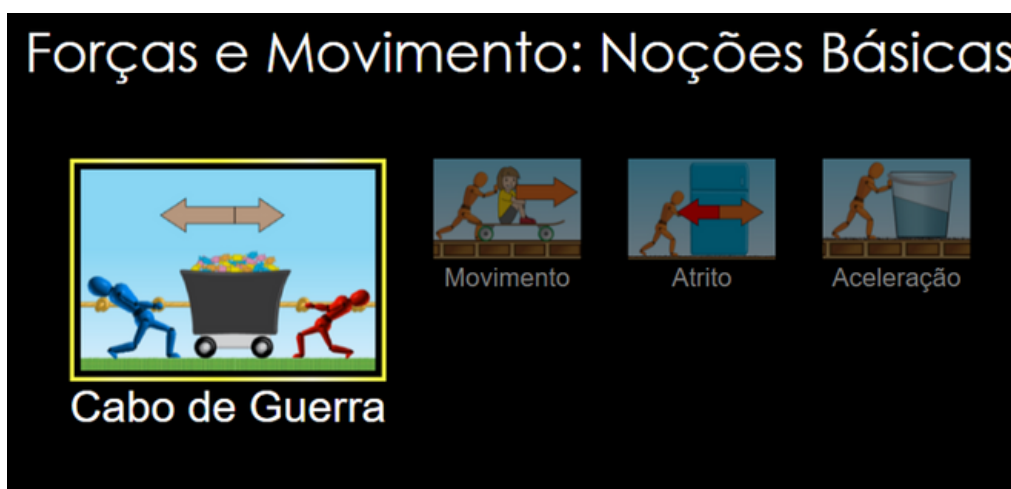 Forças e Movimento: Noções Básicas
Movimento
Atrito
Aceleração
Cabo de Guerra